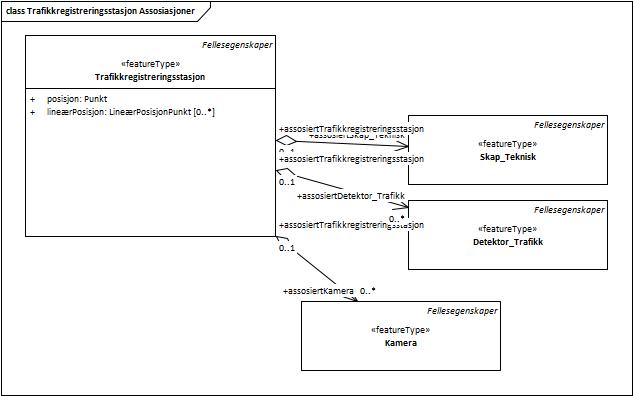 class Trafikkregistreringsstasjon Assosiasjoner
Fellesegenskaper
«featureType»
Trafikkregistreringsstasjon
+ posisjon: Punkt
+ lineærPosisjon: LineærPosisjonPunkt [0..*]
+assosiertTrafikkregistreringsstasjon
+assosiertSkap_Teknisk
0..1
Fellesegenskaper
«featureType»
Skap_Teknisk
+assosiertTrafikkregistreringsstasjon
0..1
+assosiertDetektor_Trafikk
0..*
Fellesegenskaper
«featureType»
Detektor_Trafikk
+assosiertTrafikkregistreringsstasjon
0..1
+assosiertKamera 0..*
Fellesegenskaper
«featureType»
Kamera